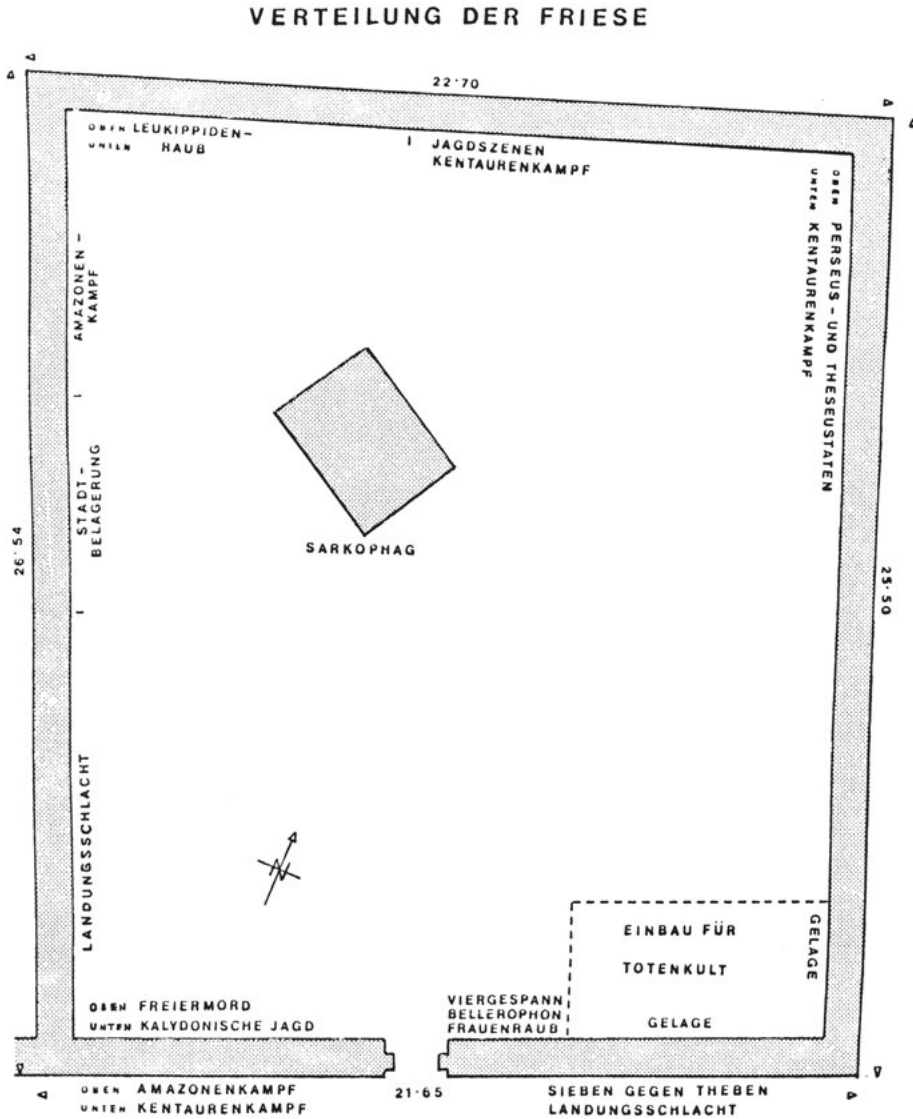 VERTEILUNG DER FRIESE
22·70
OBEN LEUKIPPIDEN-
UNTEN RAUB
JAGDSZENEN
KENTAURENKAMPF
OBEN PERSEUS - UND THESEUSTATEN
UNTEN KENTAURENKAMPF
AMAZONEN-
KAMPF
STADT-
BELAGERUNG
SARKOPHAG
26·54
25·50
LANDUNGSSCHLACHT
N
EINBAU FÜR
TOTENKULT
GELAGE
GELAGE
OBEN FREIERMORD
UNTEN KALYDONISCHE JAGD
VIERGESPANN
BELLEROPHON
FRAUENRAUB
OBEN AMAZONENKAMPF
UNTEN KENTAURENKAMPF
21·65
SIEBEN GEGEN THEBEN
LANDUNGSSCHLACHT